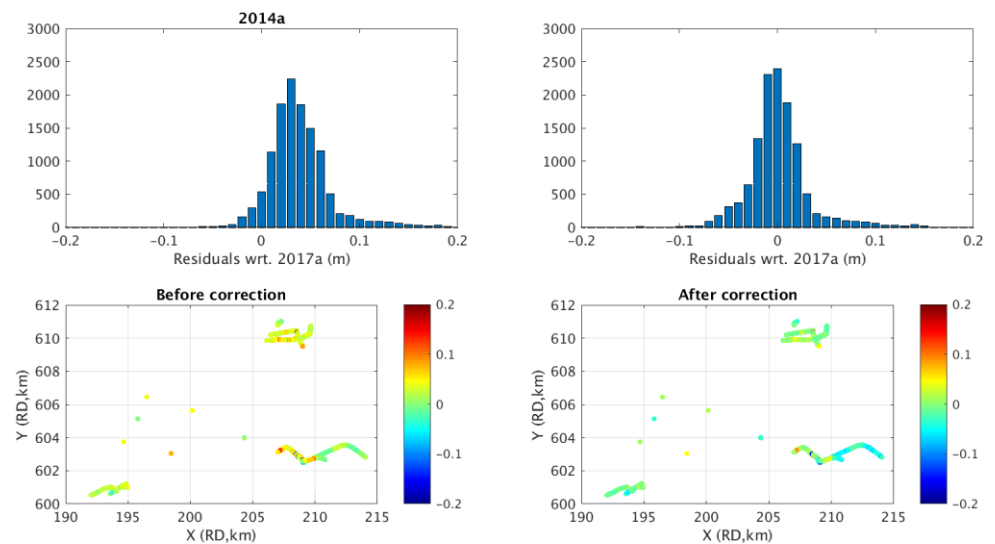 2014a
3000
2500
2000
1500
1000
500
0
−0.2 −0.1 0 0.1 0.2
Residuals wrt. 2017a (m)
3000
2500
2000
1500
1000
500
0
−0.2 −0.1 0 0.1 0.2
Residuals wrt. 2017a (m)
Before correction
612
610
608
606
604
602
600
Y (RD,km)
190 195 200 205 210 215
X (RD,km)
0.2
0.1
0
−0.1
−0.2
After correction
612
610
608
606
604
602
600
Y (RD,km)
190 195 200 205 210 215
X (RD,km)
0.2
0.1
0
−0.1
−0.2